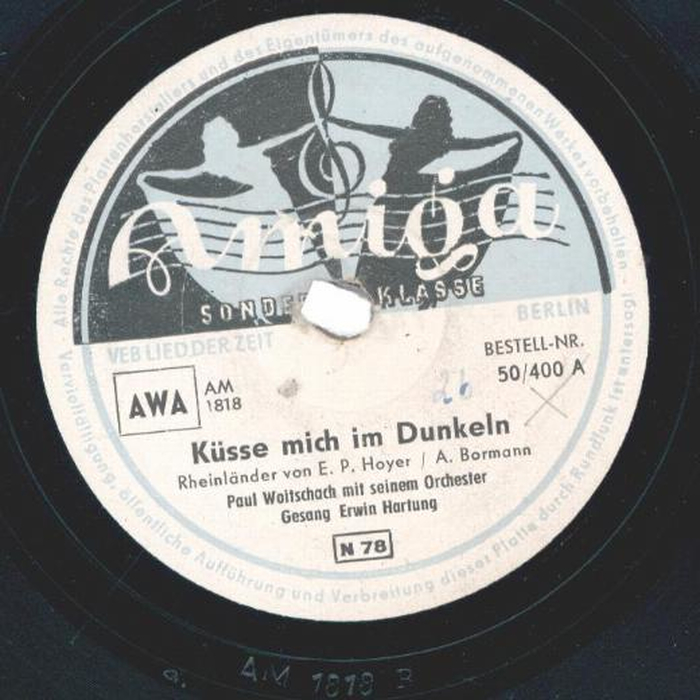 Alle Rechte des Plattenherstellers und des Eigentümers des aufgenommenen Werkes vorbehalten -
Amiga
SONDERKLASSE
VEB LIED DER ZEIT
BERLIN
BESTELL-NR.
50/400 A
AWA
AM
1818
26
Küsse mich im Dunkeln
Rheinländer von E. P. Hoyer / A. Bormann
Paul Woitschach mit seinem Orchester
Gesang Erwin Hartung
N 78
Vervielfältigung, öffentliche Aufführung und Verbreitung dieser Platte durch Rundfunk ist untersagt -
AM 1818 B